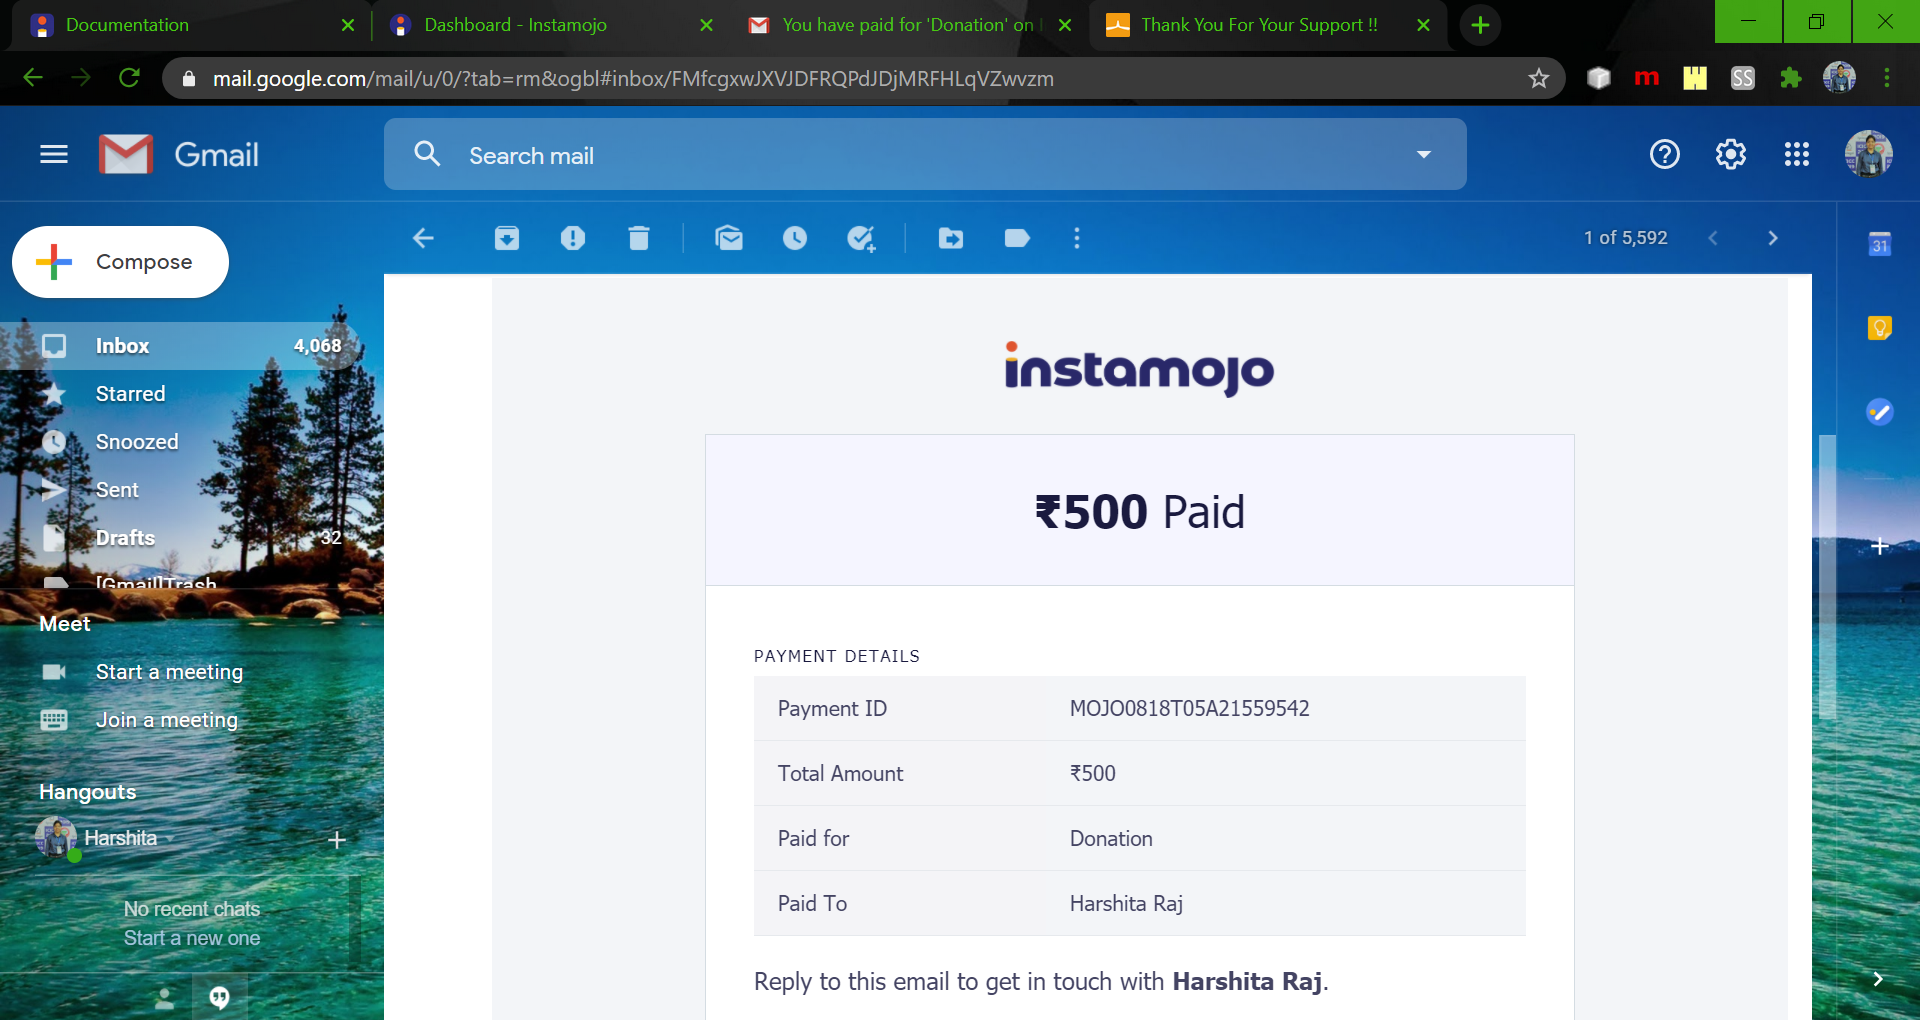 Documentation
Dashboard - Instamojo
You have paid for 'Donation' on I
Thank You For Your Support !!
mail.google.com/mail/u/0/?tab=rm&ogbl#inbox/FMfcgxwJXVJDFRQPdJDjMRFHLqVZwvzm
m
SS
Gmail
Search mail
Compose
1 of 5,592
31
Inbox 4,068
Starred
Snoozed
Sent
Drafts 32
[Gmail]Trash
Meet
Start a meeting
Join a meeting
Hangouts
Harshita
No recent chats
Start a new one
instamojo
₹500 Paid
PAYMENT DETAILS
Payment ID MOJO0818T05A21559542
Total Amount ₹500
Paid for Donation
Paid To Harshita Raj
Reply to this email to get in touch with Harshita Raj.